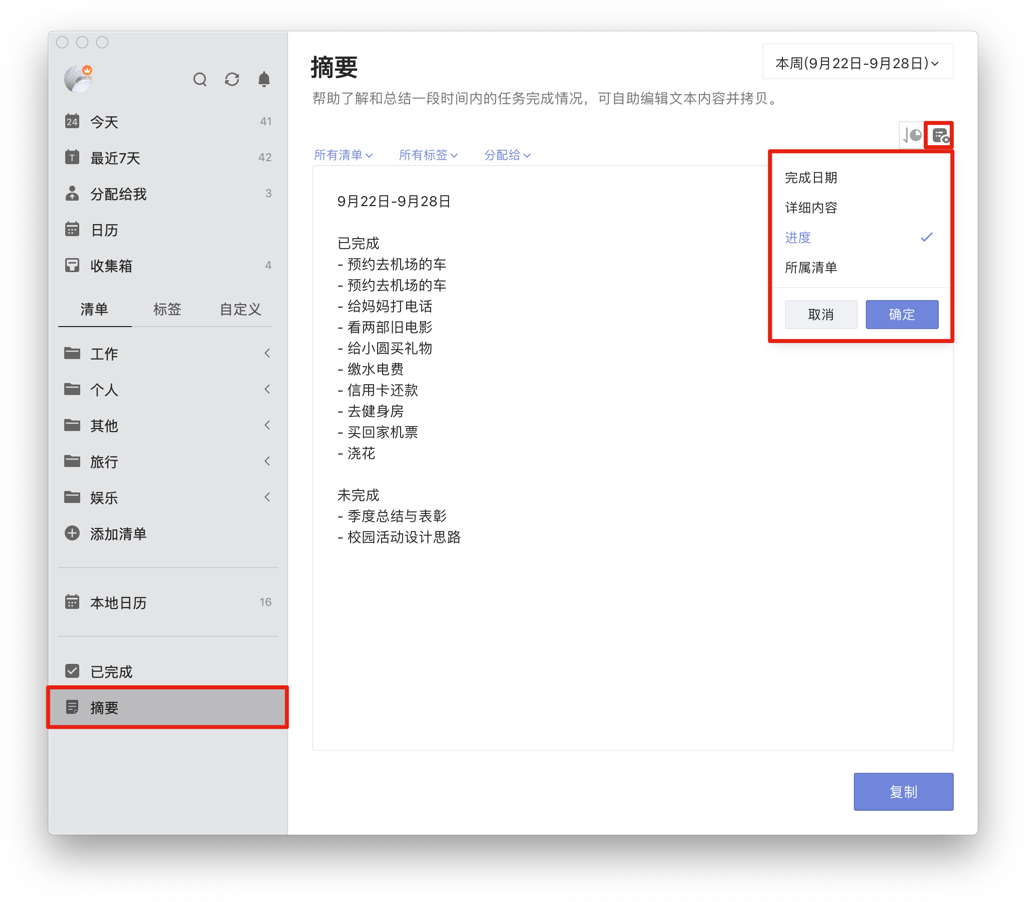 24 今天 41
T 最近7天 42
分配给我 3
日历
收集箱 4
清单 标签 自定义
工作
个人
其他
旅行
娱乐
添加清单
本地日历 16
已完成
摘要
摘要
本周(9月22日-9月28日)
帮助了解和总结一段时间内的任务完成情况，可自助编辑文本内容并拷贝。
所有清单 所有标签 分配给
9月22日-9月28日
已完成
- 预约去机场的车
- 预约去机场的车
- 给妈妈打电话
- 看两部旧电影
- 给小圆买礼物
- 缴水电费
- 信用卡还款
- 去健身房
- 买回家机票
- 浇花
未完成
- 季度总结与表彰
- 校园活动设计思路
完成日期
详细内容
进度
所属清单
取消 确定
复制